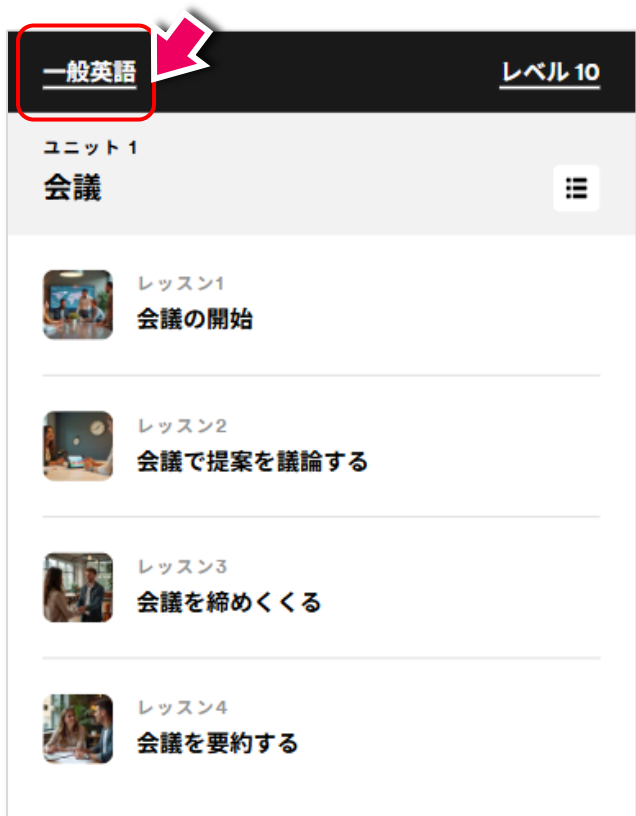 一般英語
レベル 10
ユニット 1
会議
レッスン1
会議の開始
レッスン2
会議で提案を議論する
レッスン3
会議を締めくくる
レッスン4
会議を要約する